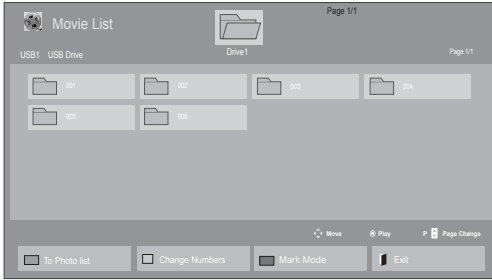 Page 1/1
Movie List
Drive1
USB1 USB Drive
Page 1/1
001 002 003 004
005 006
Move Play P Page Change
To Photo list Change Numbers Mark Mode Exit